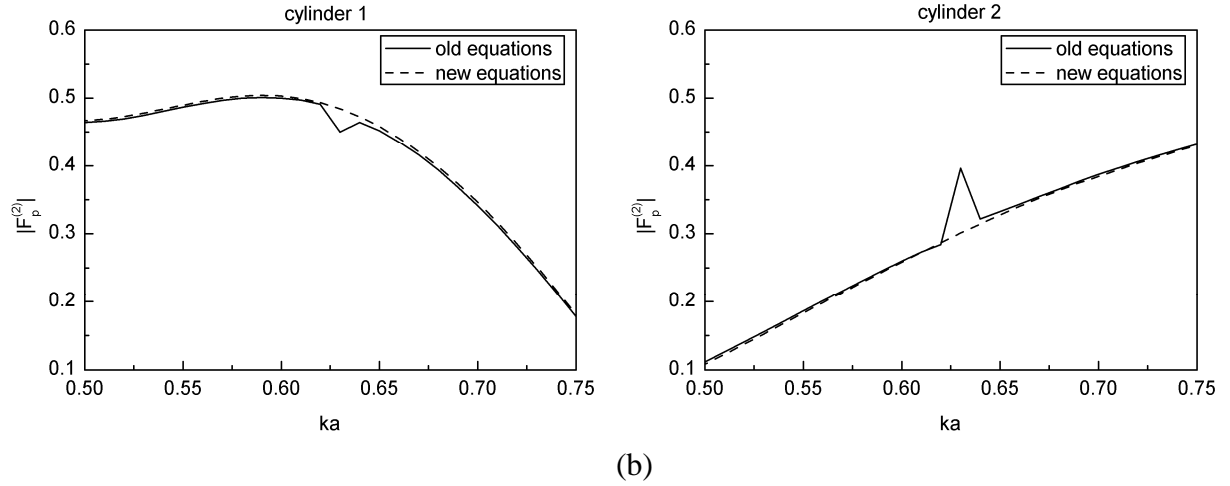 cylinder 1
0.6
0.5
0.4
0.3
0.2
0.1
|F_p^(2)|
old equations
new equations
0.50 0.55 0.60 0.65 0.70 0.75
ka
cylinder 2
0.6
0.5
0.4
0.3
0.2
0.1
|F_p^(2)|
old equations
new equations
0.50 0.55 0.60 0.65 0.70 0.75
ka
(b)